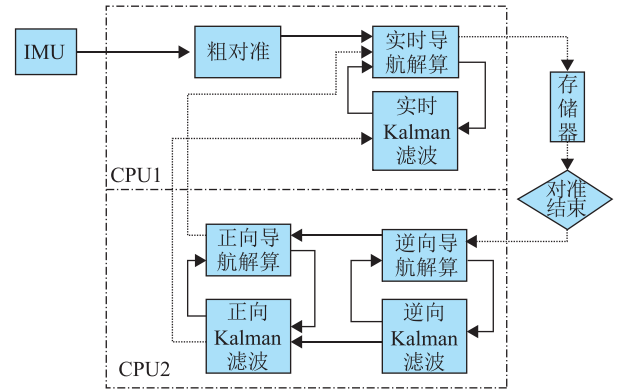 IMU
粗对准
实时导
航解算
实时
Kalman
滤波
存
储
器
CPU1
对准
结束
正向导
航解算
逆向导
航解算
正向
Kalman
滤波
逆向
Kalman
滤波
CPU2